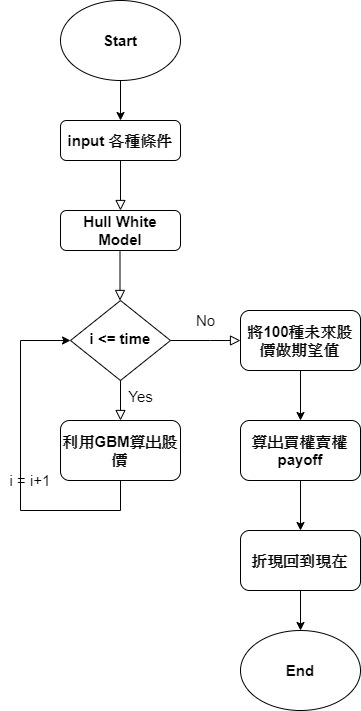 Start
input 各種條件
Hull White
Model
i <= time
No
Yes
利用GBM算出股
價
i = i+1
將100種未來股
價做期望值
算出買權賣權
payoff
折現回到現在
End